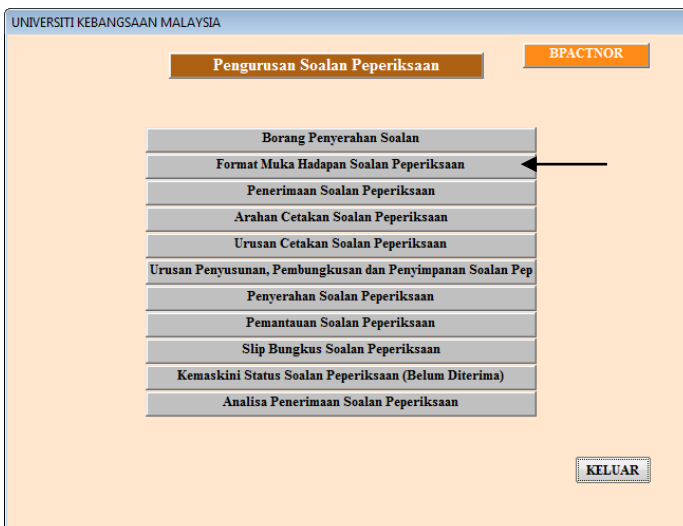 UNIVERSITI KEBANGSAAN MALAYSIA
BPACTNOR
Pengurusan Soalan Peperiksaan
Borang Penyerahan Soalan
Format Muka Hadapan Soalan Peperiksaan
Penerimaan Soalan Peperiksaan
Arahan Cetakan Soalan Peperiksaan
Urusan Cetakan Soalan Peperiksaan
Urusan Penyusunan, Pembungkusan dan Penyimpanan Soalan Pep
Penyerahan Soalan Peperiksaan
Pemantauan Soalan Peperiksaan
Slip Bungkus Soalan Peperiksaan
Kemaskini Status Soalan Peperiksaan (Belum Diterima)
Analisa Penerimaan Soalan Peperiksaan
KELUAR